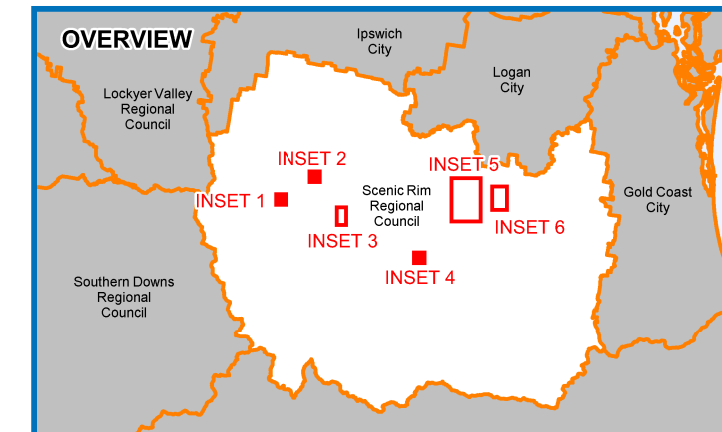 OVERVIEW
Ipswich
City
Logan
City
Lockyer Valley
Regional
Council
INSET 2
INSET 5
INSET 1
Scenic Rim
Regional
Council
Gold Coast
City
INSET 3
INSET 6
INSET 4
Southern Downs
Regional
Council